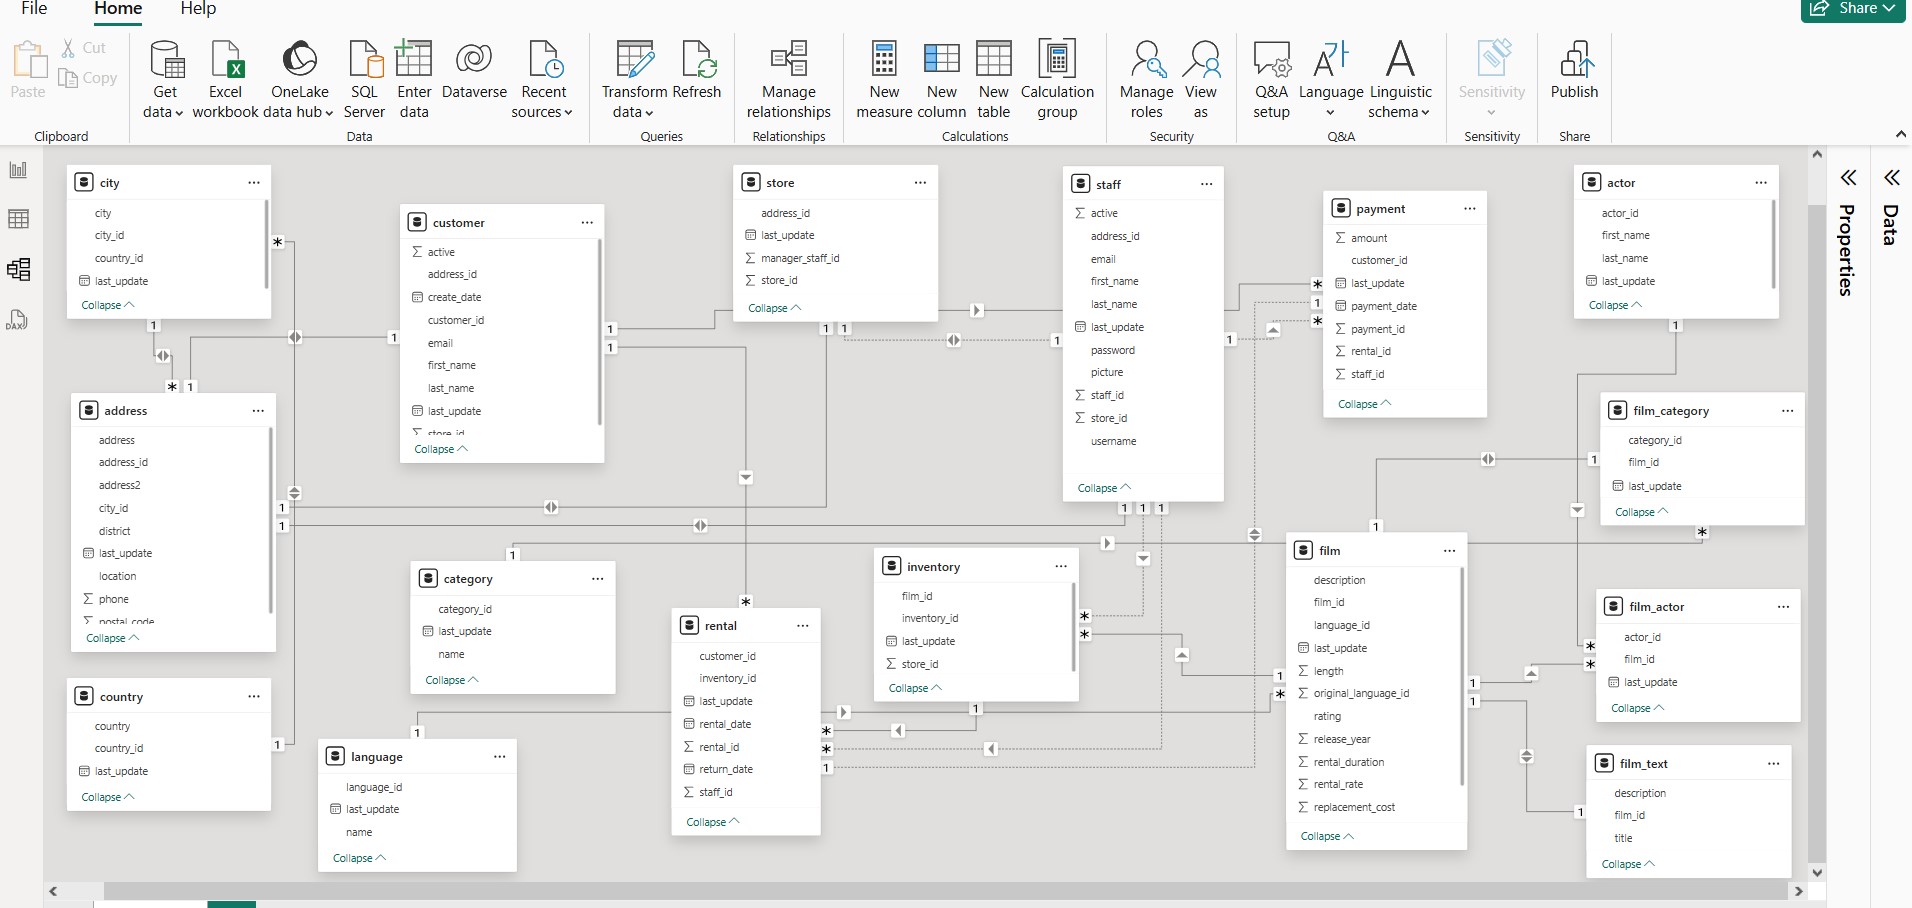 File Home Help
Share
Paste
Cut
Copy
Clipboard
Get data
Excel workbook
OneLake data hub
SQL Server
Enter data
Dataverse
Recent sources
Data
Transform data
Refresh
Queries
Manage relationships
Relationships
New measure
New column
New table
Calculation group
Calculations
Manage roles
View as
Security
Q&A setup
Language
Linguistic schema
Q&A
Sensitivity
Sensitivity
Publish
Share
DAX
city
city
city_id
country_id
last_update
Collapse
customer
active
address_id
create_date
customer_id
email
first_name
last_name
last_update
store_id
Collapse
store
address_id
last_update
manager_staff_id
store_id
Collapse
staff
active
address_id
email
first_name
last_name
last_update
password
picture
staff_id
store_id
username
Collapse
payment
amount
customer_id
last_update
payment_date
payment_id
rental_id
staff_id
Collapse
actor
actor_id
first_name
last_name
last_update
Collapse
Properties
Data
address
address
address_id
address2
city_id
district
last_update
location
phone
postal_code
Collapse
film_category
category_id
film_id
last_update
Collapse
category
category_id
last_update
name
Collapse
rental
customer_id
inventory_id
last_update
rental_date
rental_id
return_date
staff_id
Collapse
inventory
film_id
inventory_id
last_update
store_id
Collapse
film
description
film_id
language_id
last_update
length
original_language_id
rating
release_year
rental_duration
rental_rate
replacement_cost
Collapse
film_actor
actor_id
film_id
last_update
Collapse
country
country
country_id
last_update
Collapse
language
language_id
last_update
name
Collapse
film_text
description
film_id
title
Collapse